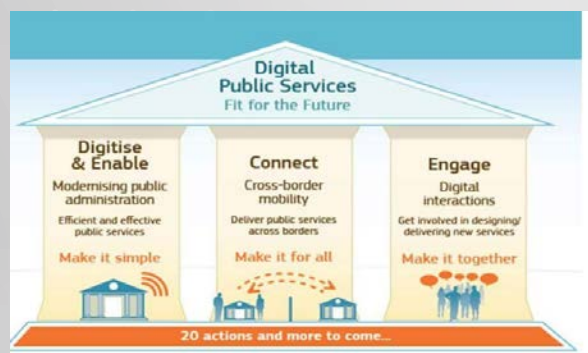 Digital
Public Services
Fit for the Future
Digitise
& Enable
Modernising public
administration
Efficient and effective
public services
Make it simple
Connect
Cross-border
mobility
Deliver public services
across borders
Make it for all
Engage
Digital
interactions
Get involved in designing/
delivering new services
Make it together
20 actions and more to come...